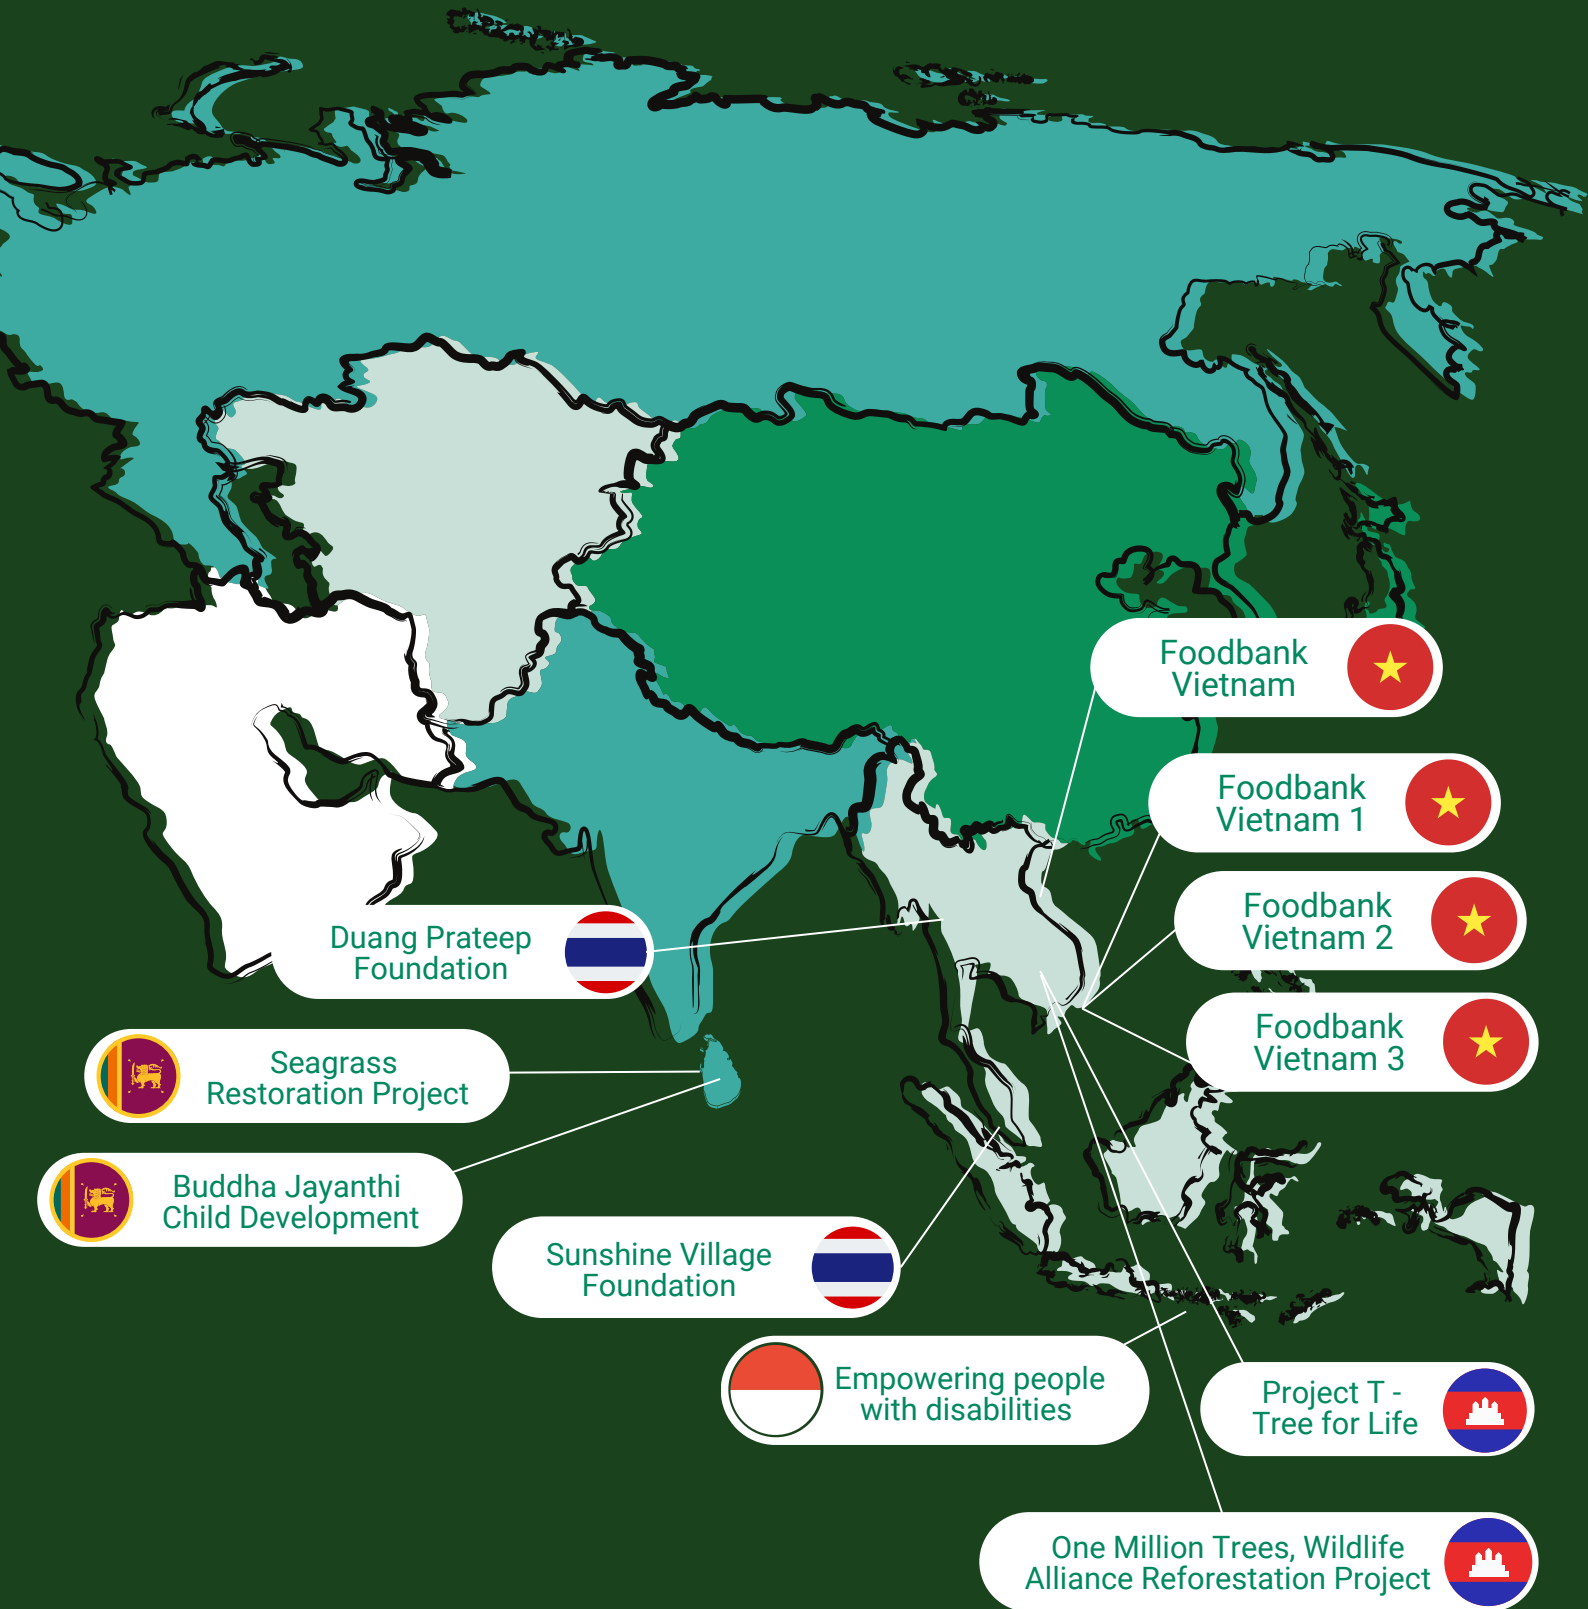 Foodbank
Vietnam
Foodbank
Vietnam 1
Foodbank
Vietnam 2
Duang Prateep
Foundation
Foodbank
Vietnam 3
Seagrass
Restoration Project
Buddha Jayanthi
Child Development
Sunshine Village
Foundation
Empowering people
with disabilities
Project T -
Tree for Life
One Million Trees, Wildlife
Alliance Reforestation Project